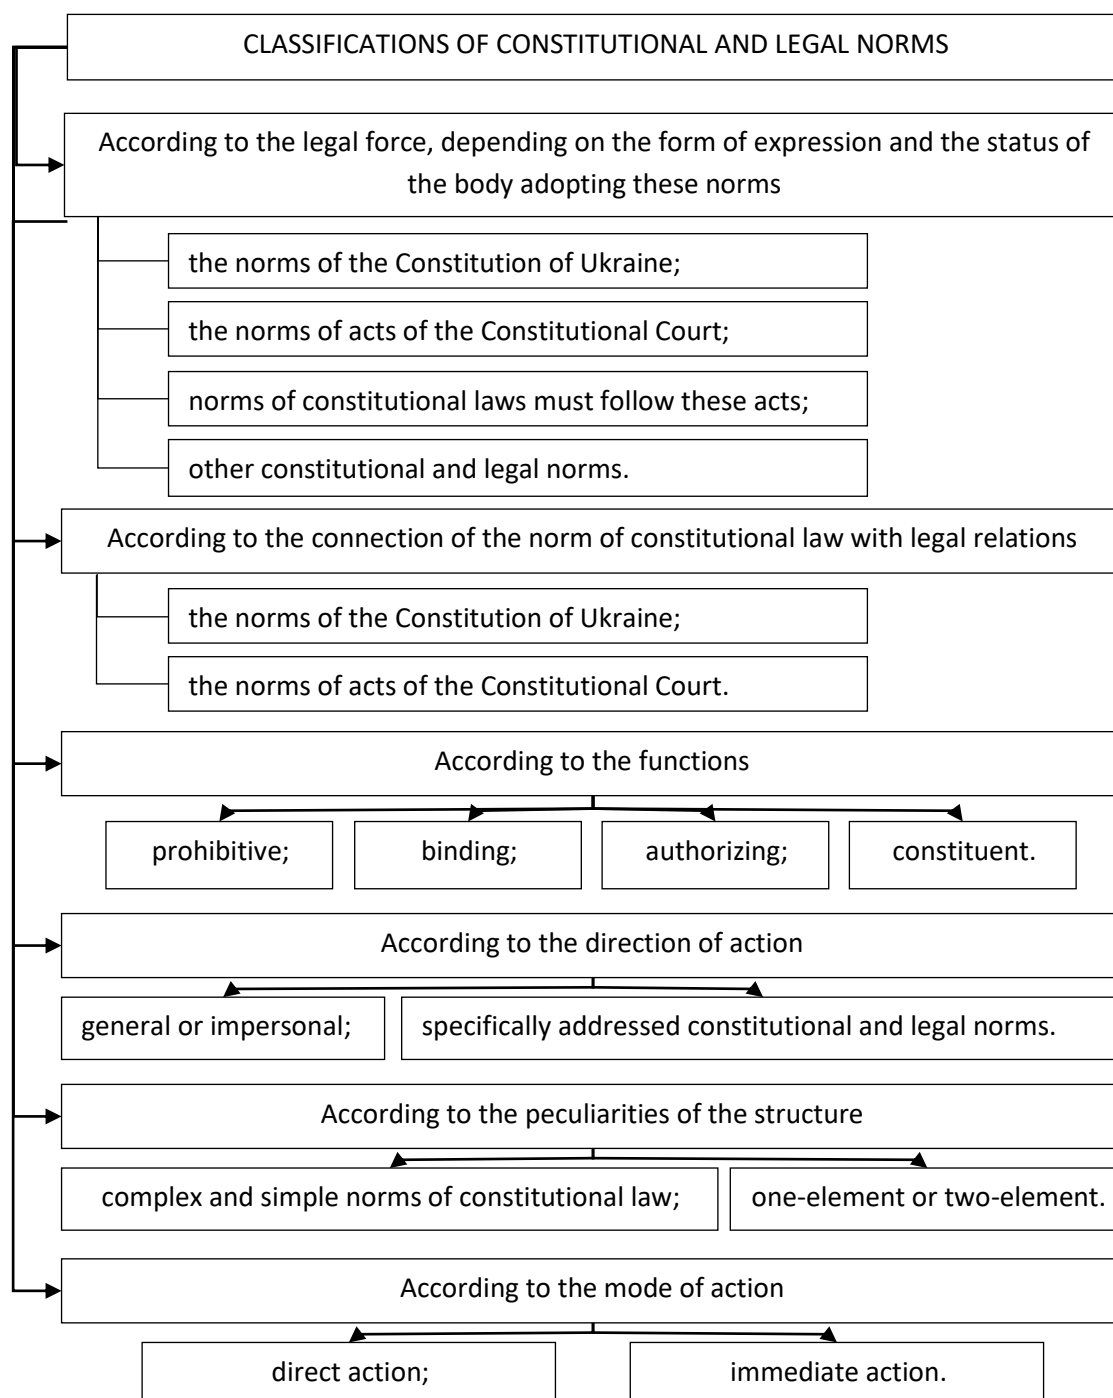 CLASSIFICATIONS OF CONSTITUTIONAL AND LEGAL NORMS
According to the legal force, depending on the form of expression and the status of
the body adopting these norms
the norms of the Constitution of Ukraine;
the norms of acts of the Constitutional Court;
norms of constitutional laws must follow these acts;
other constitutional and legal norms.
According to the connection of the norm of constitutional law with legal relations
the norms of the Constitution of Ukraine;
the norms of acts of the Constitutional Court.
According to the functions
prohibitive;
binding;
authorizing;
constituent.
According to the direction of action
general or impersonal;
specifically addressed constitutional and legal norms.
According to the peculiarities of the structure
complex and simple norms of constitutional law;
one-element or two-element.
According to the mode of action
direct action;
immediate action.